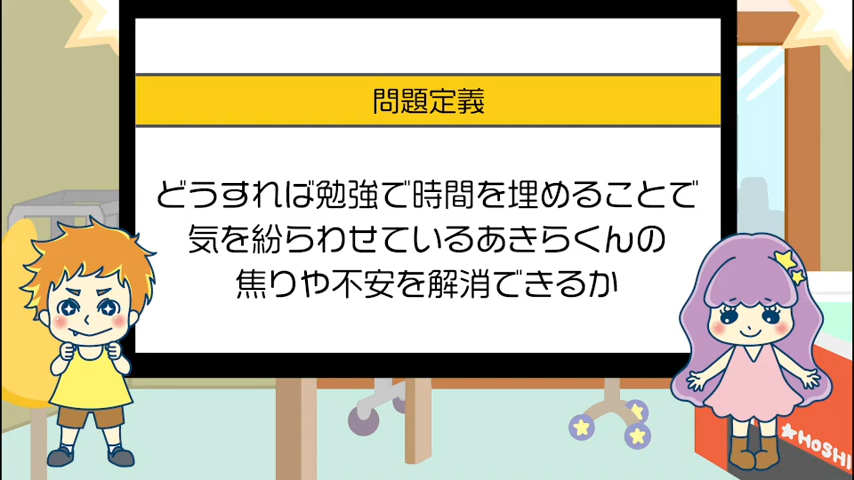 問題定義
どうすれば勉強で時間を埋めることで
気を紛らわせているあきらくんの
焦りや不安を解消できるか
★HOSHI